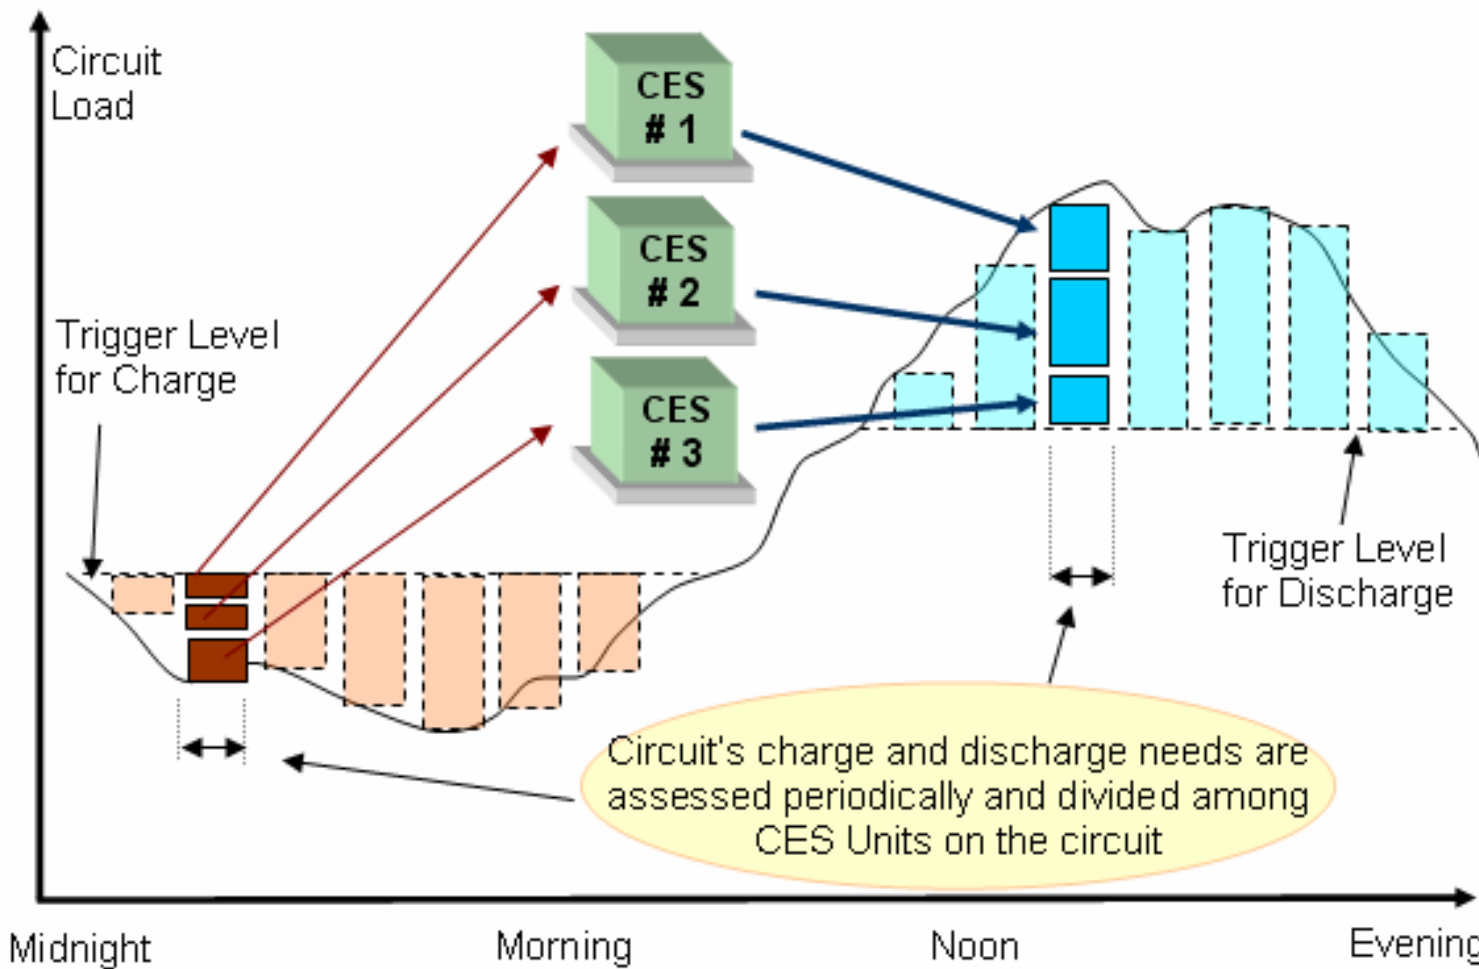 Circuit
Load
CES
# 1
CES
# 2
CES
# 3
Trigger Level
for Charge
Trigger Level
for Discharge
Circuit's charge and discharge needs are
assessed periodically and divided among
CES Units on the circuit
Midnight
Morning
Noon
Evening